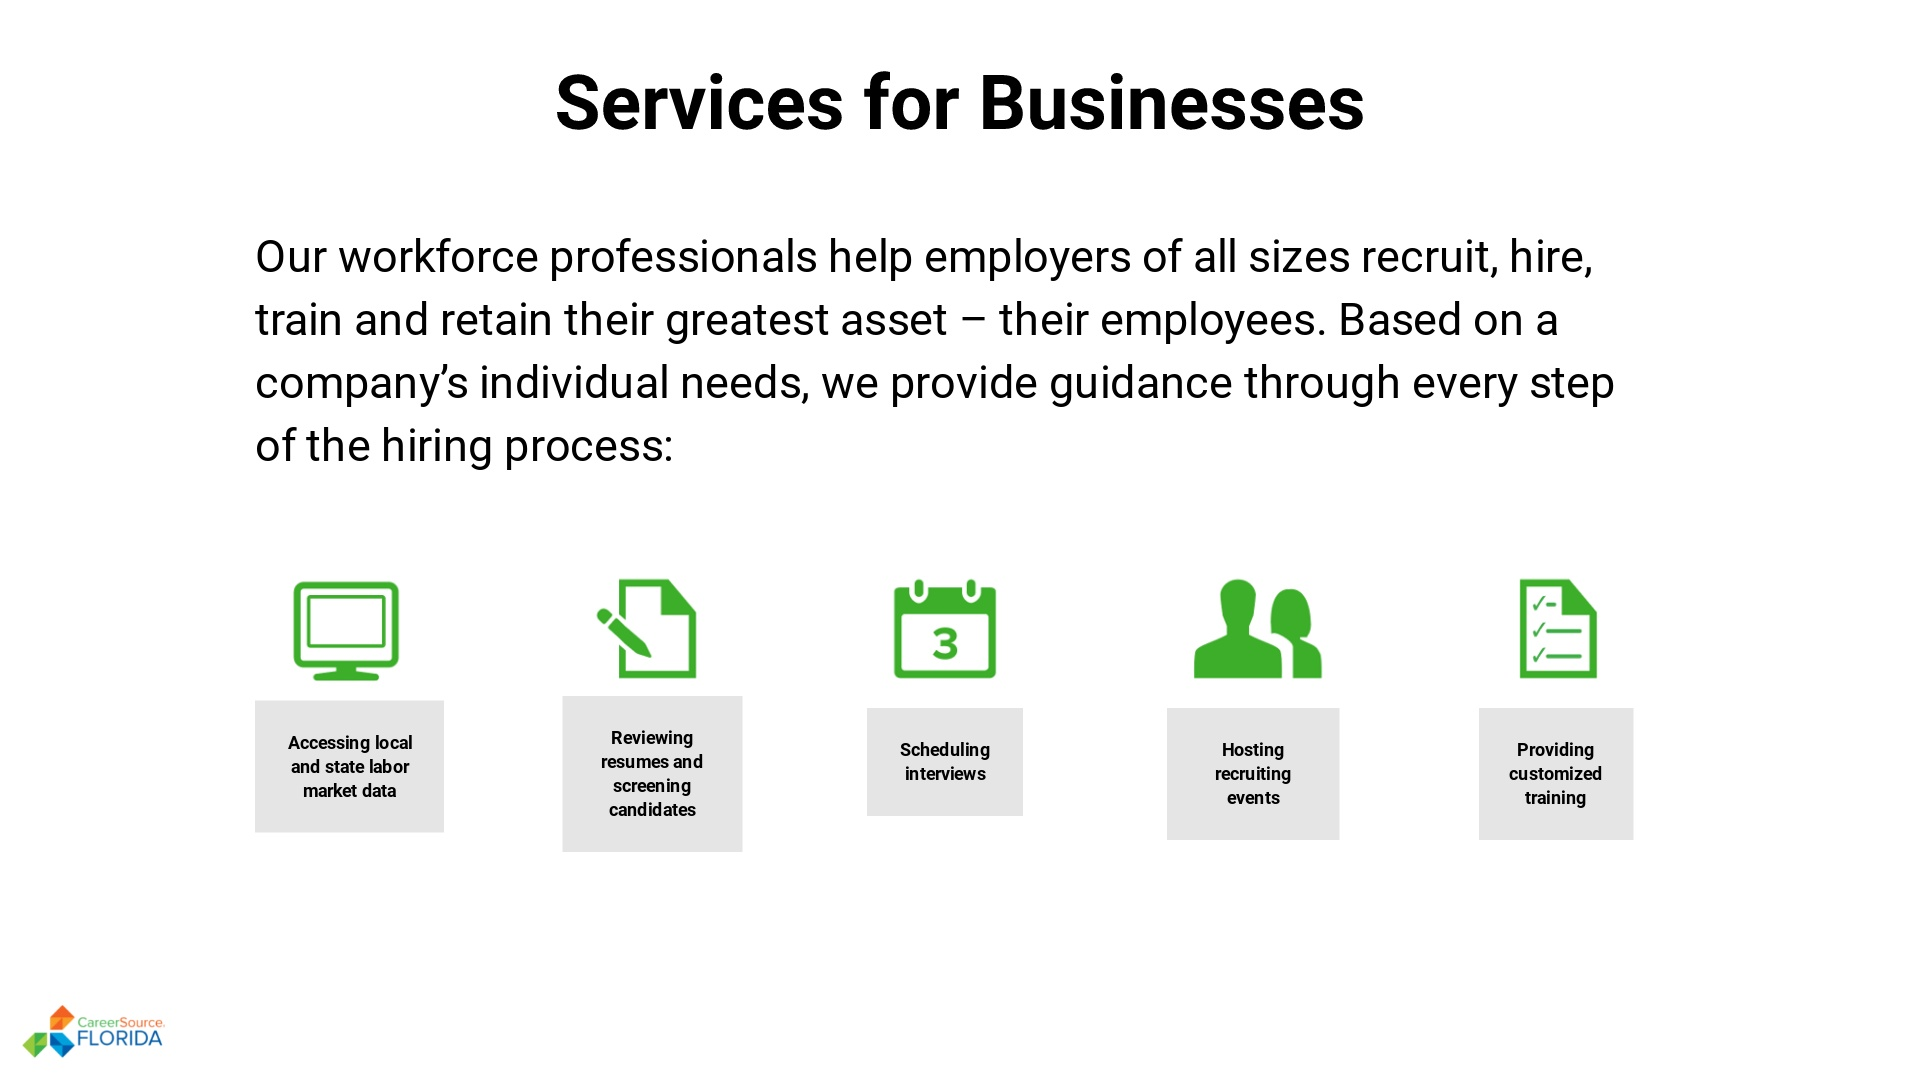 Services for Businesses
Our workforce professionals help employers of all sizes recruit, hire,
train and retain their greatest asset – their employees. Based on a
company’s individual needs, we provide guidance through every step
of the hiring process:
3
Accessing local
and state labor
market data
Reviewing
resumes and
screening
candidates
Scheduling
interviews
Hosting
recruiting
events
Providing
customized
training
CareerSource.
FLORIDA